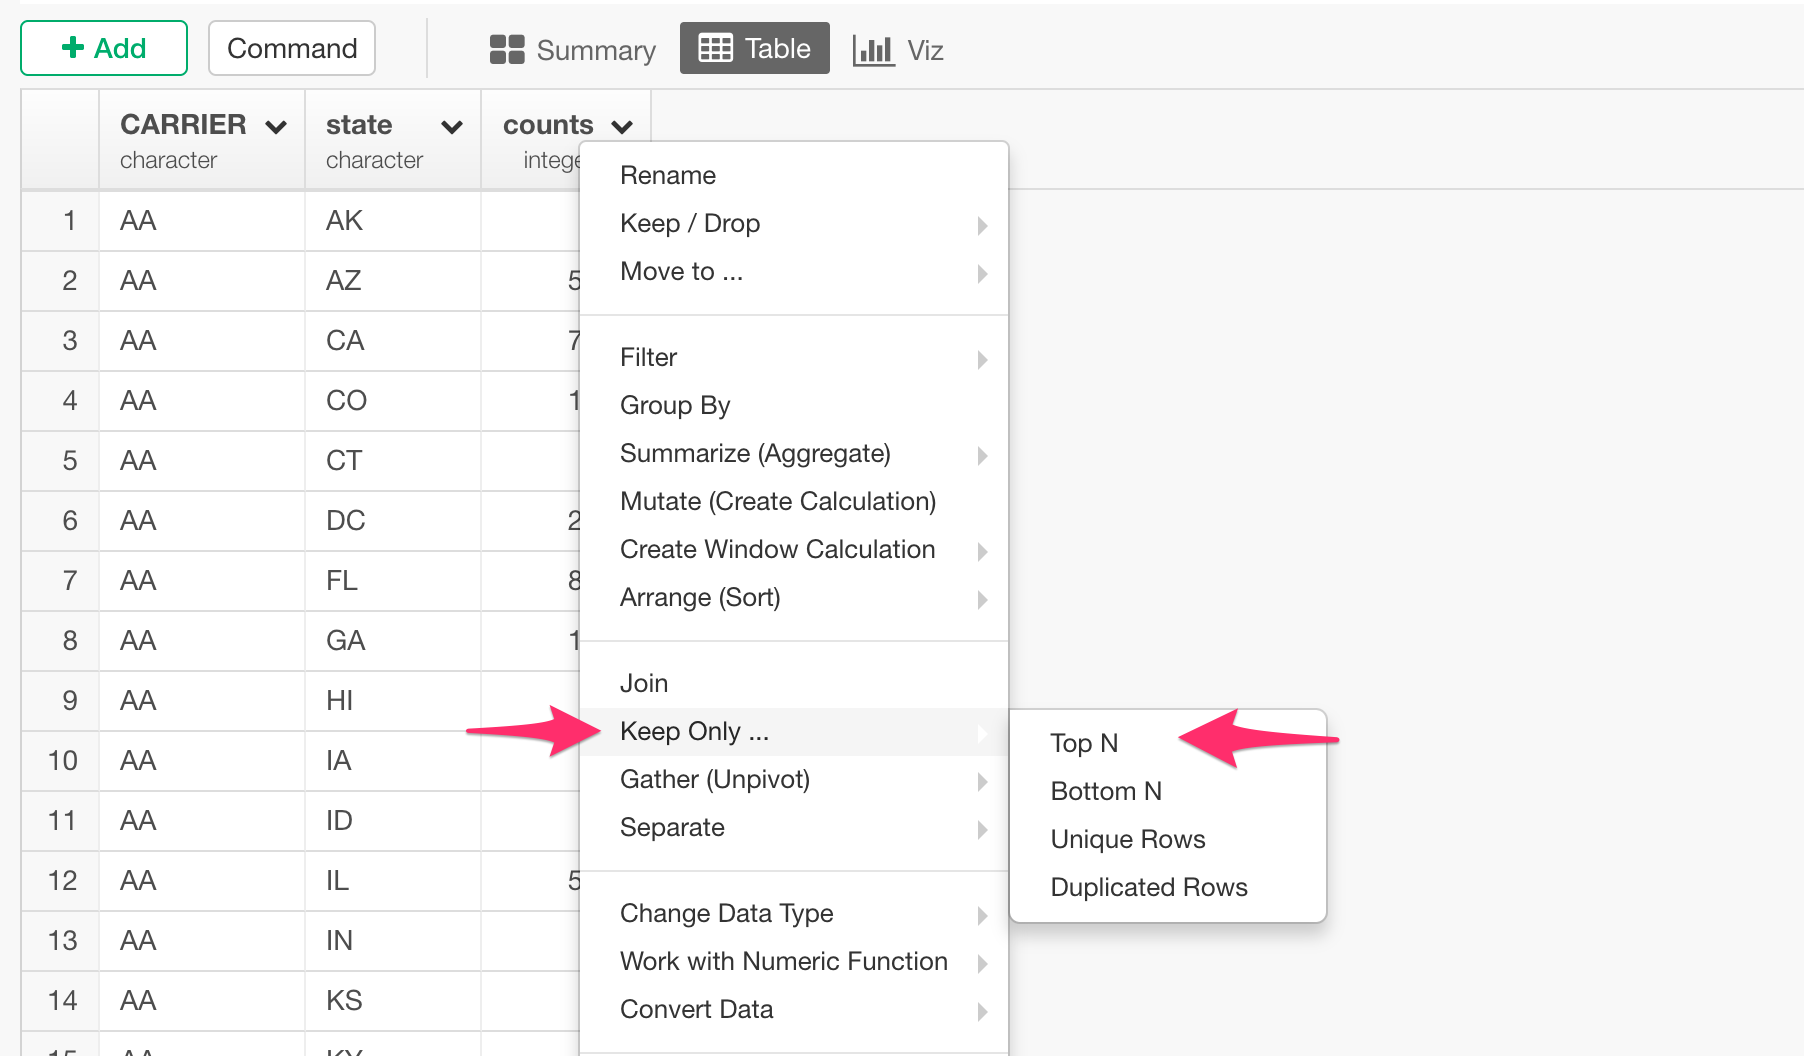 Add Command Summary Table Viz
CARRIER state counts
character character intege
1 AA AK
2 AA AZ 5
3 AA CA 7
4 AA CO 1
5 AA CT
6 AA DC 2
7 AA FL 8
8 AA GA 1
9 AA HI
10 AA IA
11 AA ID
12 AA IL 5
13 AA IN
14 AA KS
15 AA KY
Rename
Keep / Drop
Move to ...
Filter
Group By
Summarize (Aggregate)
Mutate (Create Calculation)
Create Window Calculation
Arrange (Sort)
Join
Keep Only ...
Gather (Unpivot)
Separate
Change Data Type
Work with Numeric Function
Convert Data
Top N
Bottom N
Unique Rows
Duplicated Rows